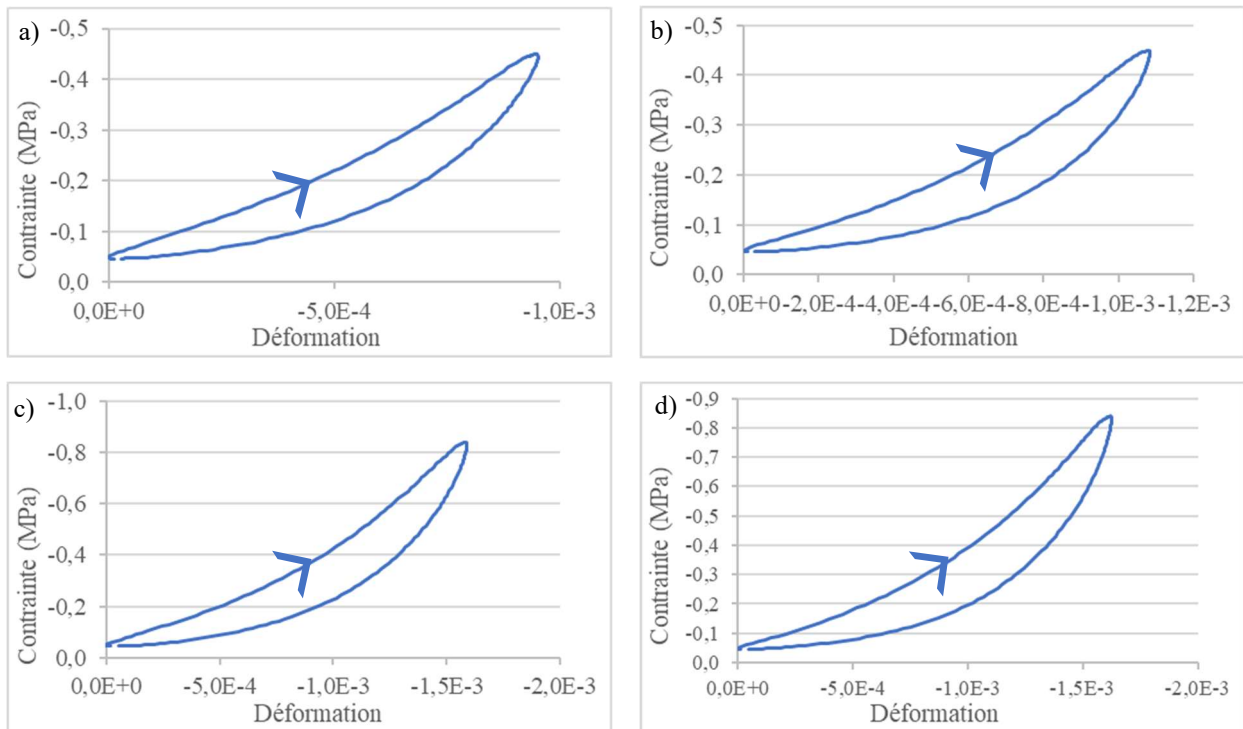 a)
Contrainte (MPa)
-0,5
-0,4
-0,3
-0,2
-0,1
0,0
0,0E+0 -5,0E-4 -1,0E-3
Déformation
b)
Contrainte (MPa)
-0,5
-0,4
-0,3
-0,2
-0,1
0,0
0,0E+0 -2,0E-4 -4,0E-4 -6,0E-4 -8,0E-4 -1,0E-3 -1,2E-3
Déformation
c)
Contrainte (MPa)
-1,0
-0,8
-0,6
-0,4
-0,2
0,0
0,0E+0 -5,0E-4 -1,0E-3 -1,5E-3 -2,0E-3
Déformation
d)
Contrainte (MPa)
-0,9
-0,8
-0,7
-0,6
-0,5
-0,4
-0,3
-0,2
-0,1
0,0
0,0E+0 -5,0E-4 -1,0E-3 -1,5E-3 -2,0E-3
Déformation